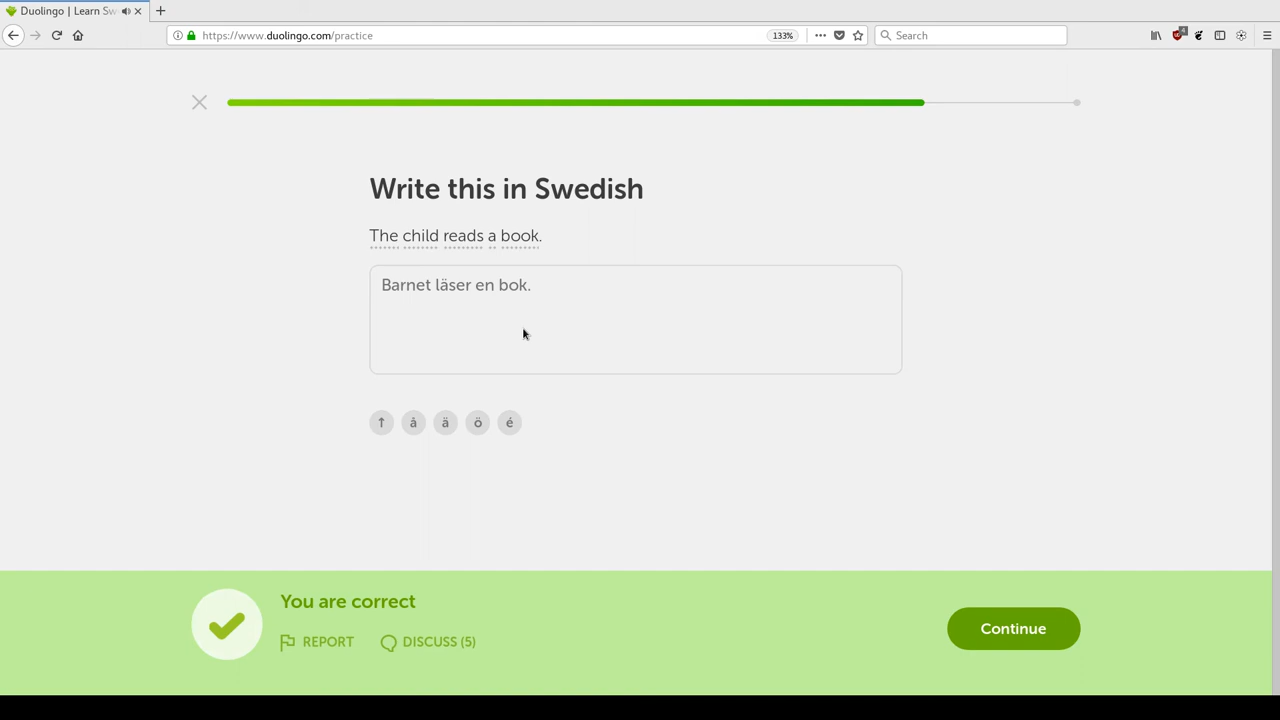 Duolingo | Learn Sw
https://www.duolingo.com/practice
133%
Search
4
Write this in Swedish
The child reads a book.
Barnet läser en bok.
↑ å ä ö é
You are correct
REPORT DISCUSS (5)
Continue